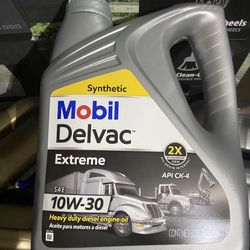 Synthetic
Mobil
Delvac™
Extreme
2X
API CK-4
SAE
10W-30
Heavy duty diesel engine oil
Aceite para motores a diesel